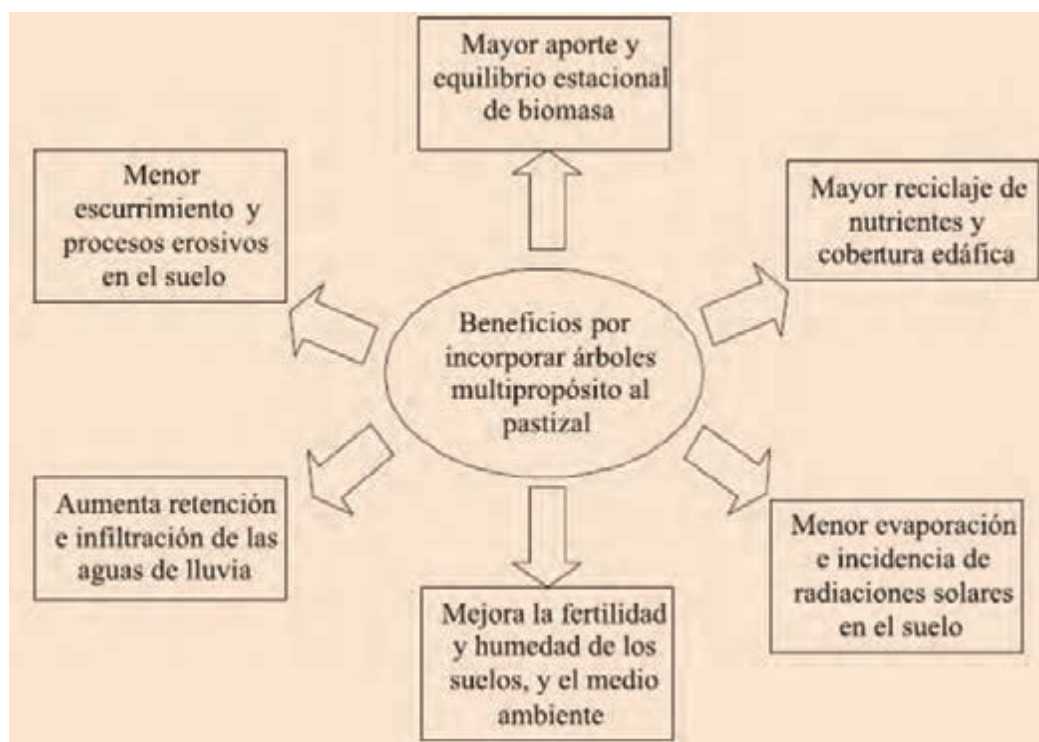 Mayor aporte y
equilibrio estacional
de biomasa
Menor
escurrimiento y
procesos erosivos
en el suelo
Mayor reciclaje de
nutrientes y
cobertura edáfica
Beneficios por
incorporar árboles
multipropósito al
pastizal
Aumenta retención
e infiltración de las
aguas de lluvia
Mejora la fertilidad
y humedad de los
suelos, y el medio
ambiente
Menor evaporación
e incidencia de
radiaciones solares
en el suelo